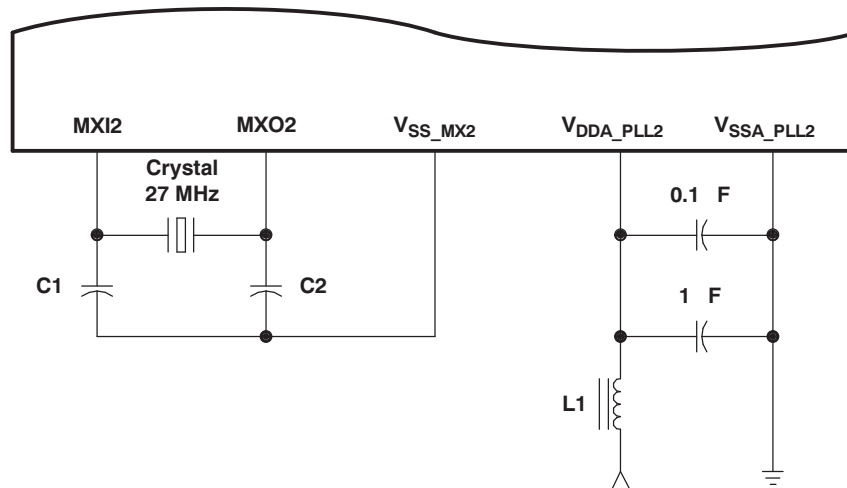 MXI2 MXO2 VSS_MX2 VDDA_PLL2 VSSA_PLL2
Crystal
27 MHz
0.1 F
C1 C2
1 F
L1